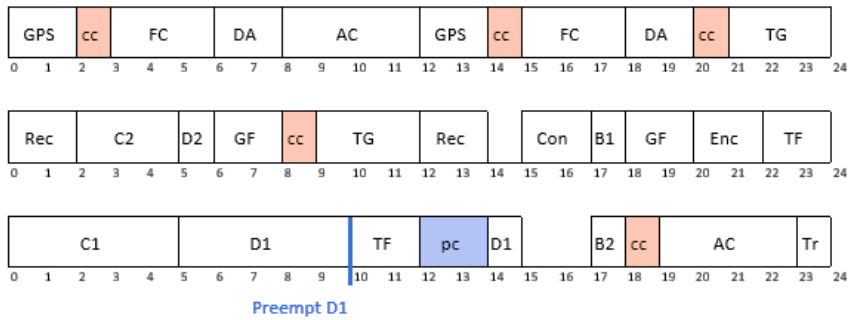 GPS cc FC DA AC GPS cc FC DA cc TG
0 1 2 3 4 5 6 7 8 9 10 11 12 13 14 15 16 17 18 19 20 21 22 23 24
Rec C2 D2 GF cc TG Rec Con B1 GF Enc TF
0 1 2 3 4 5 6 7 8 9 10 11 12 13 14 15 16 17 18 19 20 21 22 23 24
C1 D1 TF pc D1 B2 cc AC Tr
0 1 2 3 4 5 6 7 8 9 10 11 12 13 14 15 16 17 18 19 20 21 22 23 24
Preempt D1